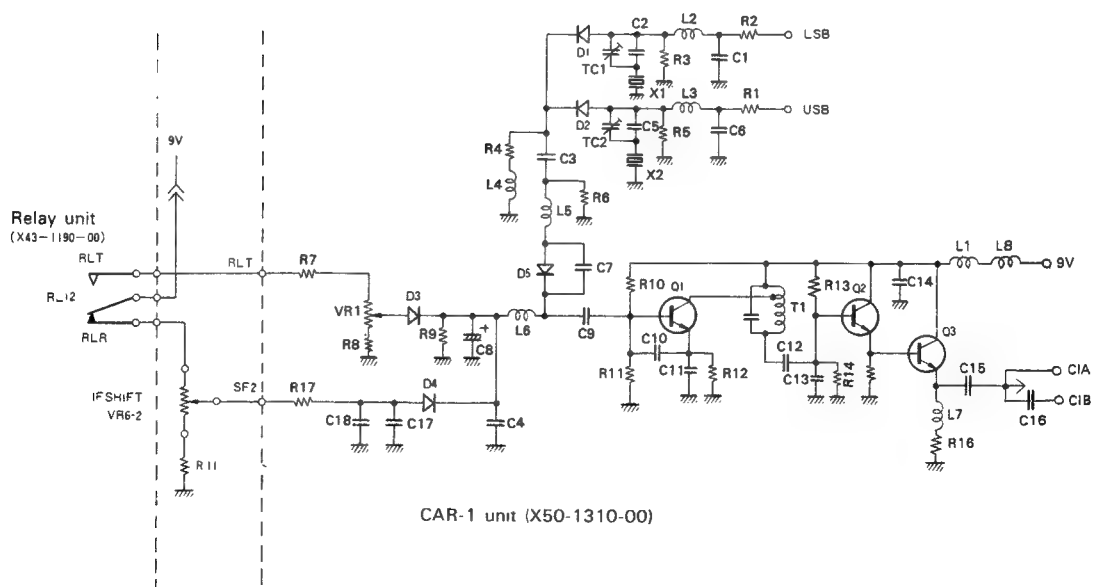 L2 R2 LSB
C2
D1 TC1 R3 C1
X1
L3 R1 USB
D2 TC2 C5 R5 C6
X2
9V
R4 C3
L4 R6
L5
Relay unit
(X43-1190-00)
RLT RLT R7
D5 C7
L1 L8 9V
R10 Q1 R13 Q2 C14
RL12
VR1 D3 T1
R9 C8 + L6 C9
Q3
RLR R8
C10 C12
R11 C11 R12 C13 R14 C15 C1A
IFSHIFT
VR6-2
SF2 R17 D4
C18 C17 C4
L7 C16 C1B
R11 R16
CAR-1 unit (X50-1310-00)